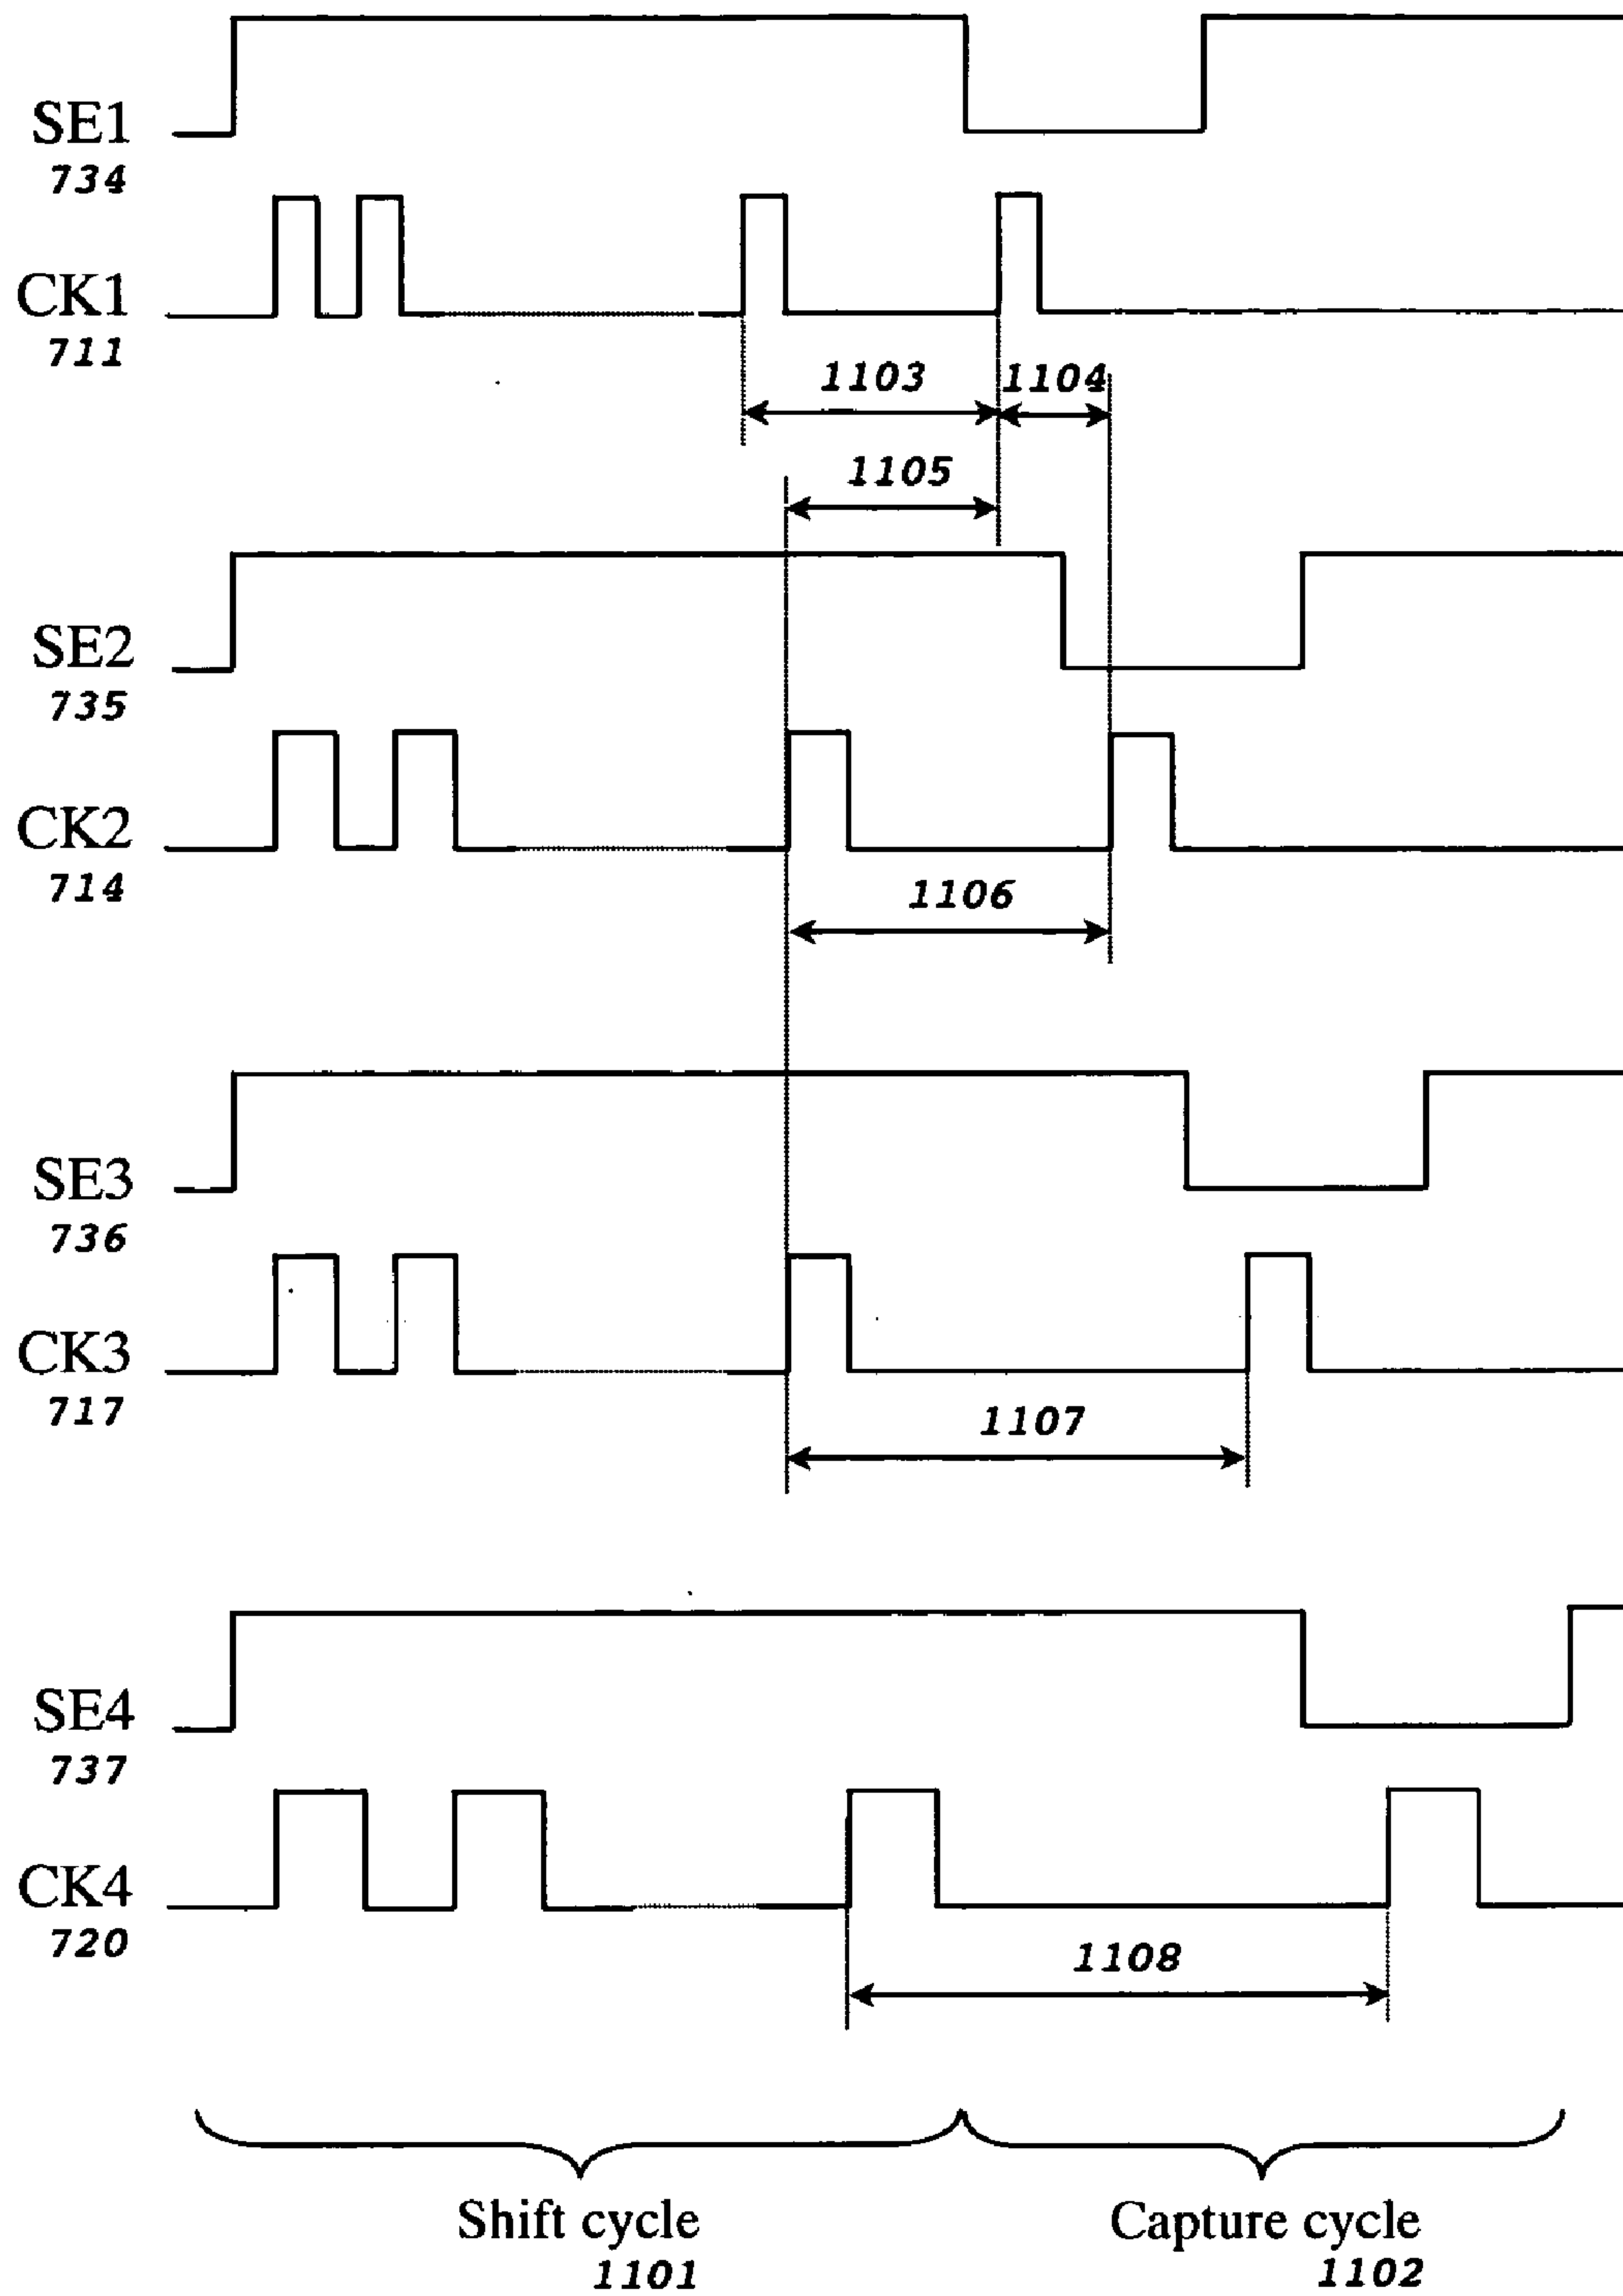 SE1
734
CK1
711
1103
1104
1105
SE2
735
CK2
714
1106
SE3
736
CK3
717
1107
SE4
737
CK4
720
1108
Shift cycle
1101
Capture cycle
1102